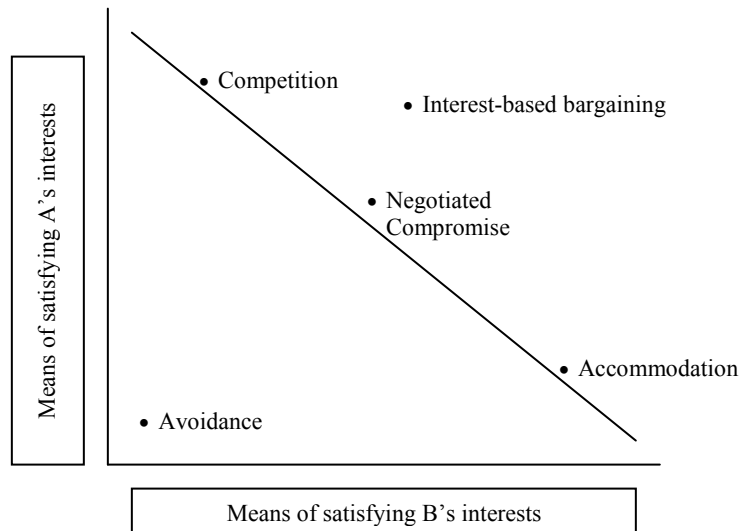 Means of satisfying A's interests
• Competition
• Interest-based bargaining
• Negotiated
Compromise
• Accommodation
• Avoidance
Means of satisfying B's interests